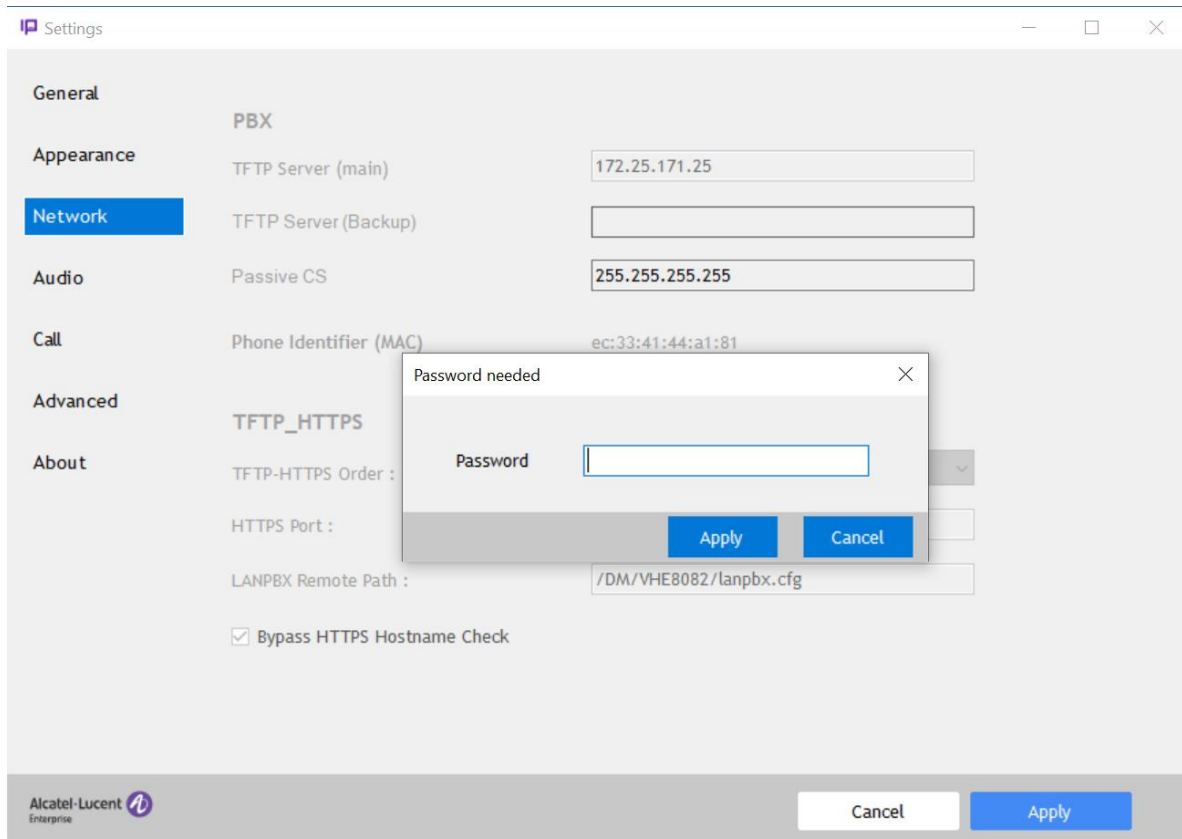 Settings
General
Appearance
Network
Audio
Call
Advanced
About
PBX
TFTP Server (main) 172.25.171.25
TFTP Server (Backup)
Passive CS 255.255.255.255
Phone Identifier (MAC) ec:33:41:44:a1:81
TFTP_HTTPS
TFTP-HTTPS Order :
HTTPS Port :
LANPBX Remote Path : /DM/VHE8082/lanpbx.cfg
Bypass HTTPS Hostname Check
Password needed
Password
Apply Cancel
Alcatel-Lucent
Enterprise
Cancel Apply